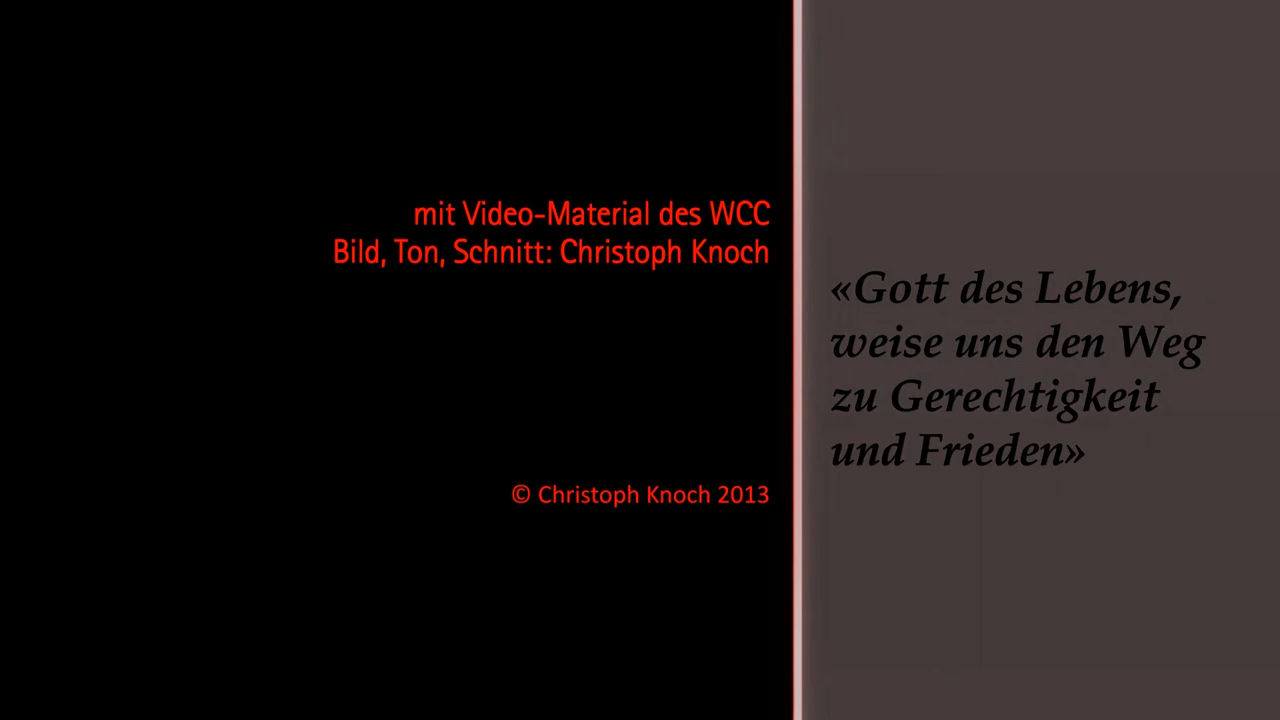 mit Video-Material des WCC
Bild, Ton, Schnitt: Christoph Knoch
© Christoph Knoch 2013
«Gott des Lebens,
weise uns den Weg
zu Gerechtigkeit
und Frieden»